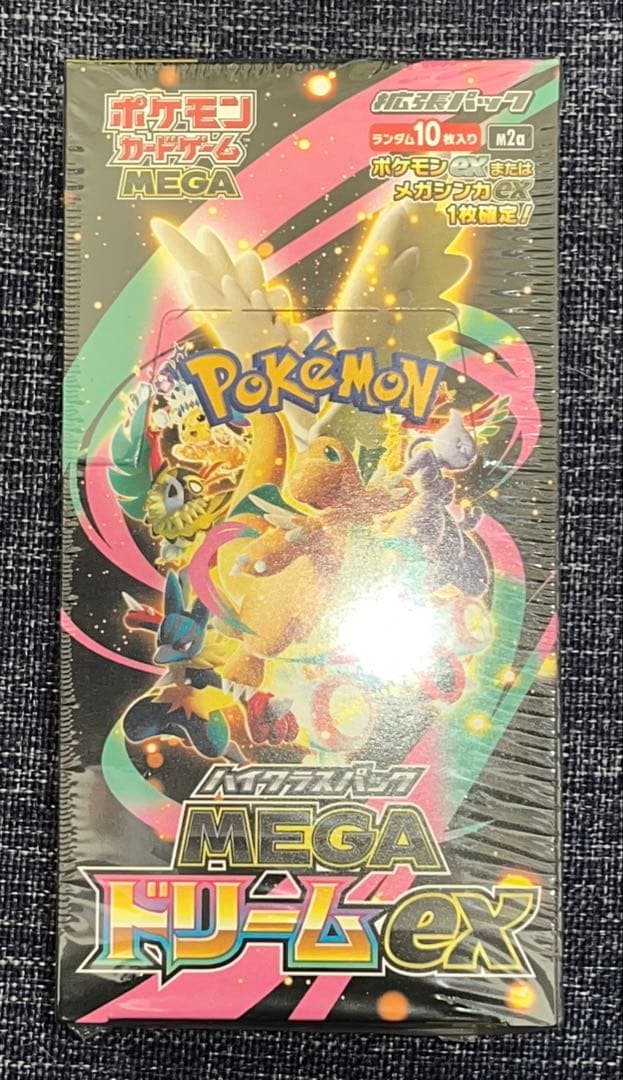 ポケモン
カードゲーム
MEGA
拡張パック
ランダム10枚入り M2a
ポケモンexまたは
メガシンカex
1枚確定!
POKéMON
ハイクラスパック
MEGA
ドリームex